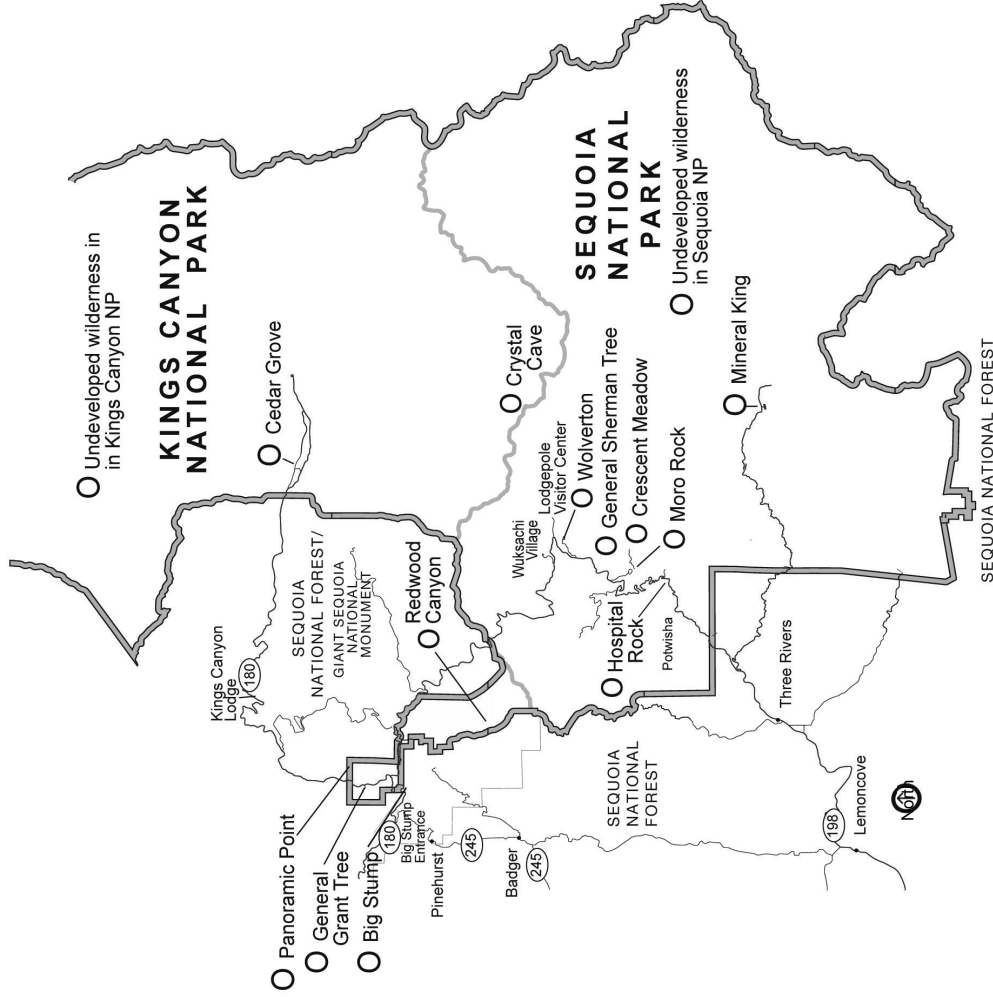 Undeveloped wilderness in
in Kings Canyon NP
KINGS CANYON
NATIONAL PARK
Cedar Grove
Kings Canyon
Lodge
180
SEQUOIA
NATIONAL FOREST/
GIANT SEQUOIA
NATIONAL
MONUMENT
Panoramic Point
General
Grant Tree
Big Stump
180
Big Stump
Entrance
Redwood
Canyon
Pinehurst
245
Badger
245
Crystal
Cave
Wuksachi
Village
Lodgepole
Visitor Center
Wolverton
General Sherman Tree
Crescent Meadow
Moro Rock
SEQUOIA
NATIONAL
PARK
Undeveloped wilderness
in Sequoia NP
Hospital
Rock
Potwisha
SEQUOIA
NATIONAL
FOREST
Mineral King
Three Rivers
198
Lemoncove
North
SEQUOIA NATIONAL FOREST